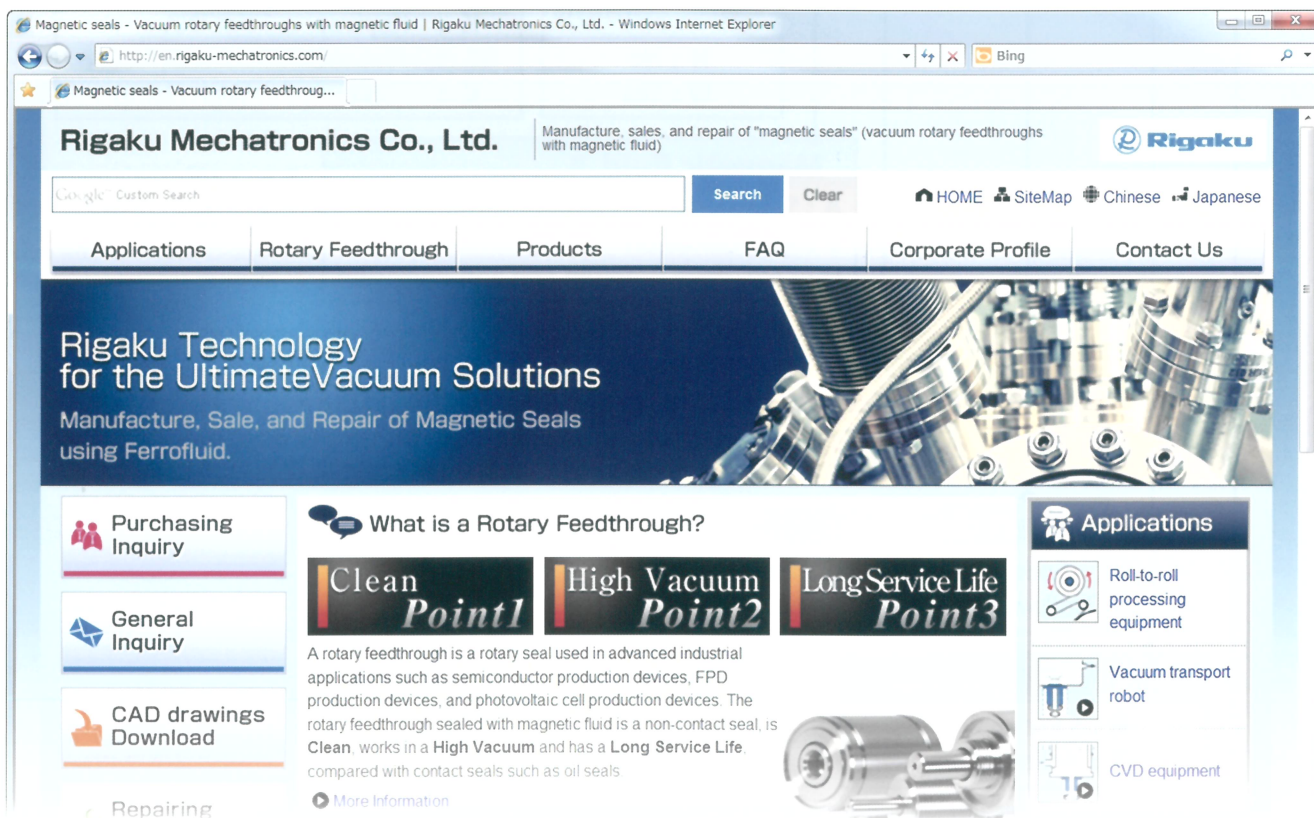 Magnetic seals - Vacuum rotary feedthroughs with magnetic fluid | Rigaku Mechatronics Co., Ltd. - Windows Internet Explorer
http://en.rigaku-mechatronics.com/
Bing
Magnetic seals - Vacuum rotary feedthroug...
Rigaku Mechatronics Co., Ltd.
Manufacture, sales, and repair of "magnetic seals" (vacuum rotary feedthroughs
with magnetic fluid)
Rigaku
Google Custom Search
Search
Clear
HOME
SiteMap
Chinese
Japanese
Applications
Rotary Feedthrough
Products
FAQ
Corporate Profile
Contact Us
Rigaku Technology
for the UltimateVacuum Solutions
Manufacture, Sale, and Repair of Magnetic Seals
using Ferrofluid.
Purchasing
Inquiry
General
Inquiry
CAD drawings
Download
Repairing
What is a Rotary Feedthrough?
Clean
Point1
High Vacuum
Point2
Long Service Life
Point3
A rotary feedthrough is a rotary seal used in advanced industrial
applications such as semiconductor production devices, FPD
production devices, and photovoltaic cell production devices. The
rotary feedthrough sealed with magnetic fluid is a non-contact seal, is
Clean, works in a High Vacuum and has a Long Service Life,
compared with contact seals such as oil seals.
More Information
Applications
Roll-to-roll
processing
equipment
Vacuum transport
robot
CVD equipment